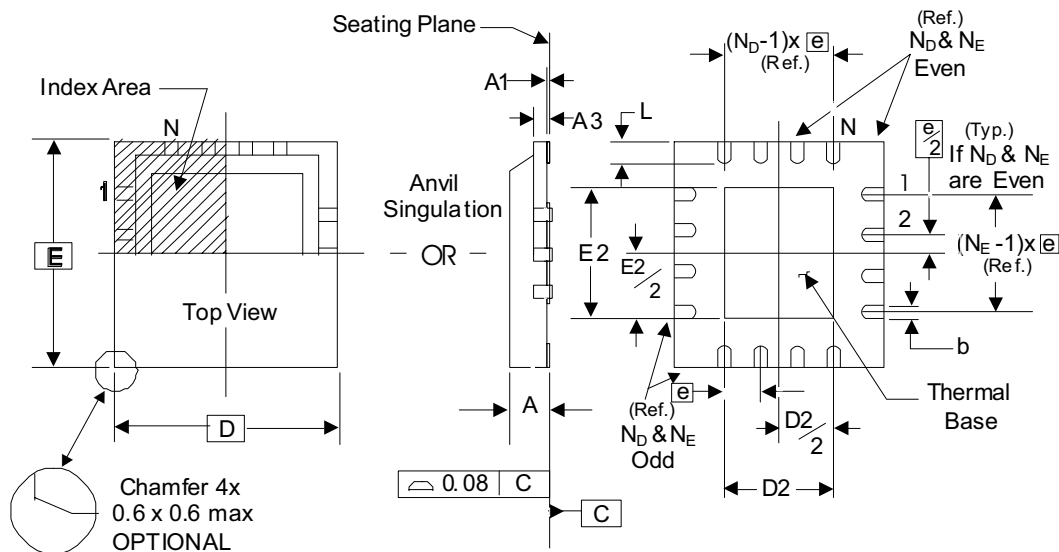 Seating Plane
(Ref.)
(N_D-1)x e
(Ref.)
N_D & N_E
Even
A1
Index Area
N
A3
L
N
e/2
(Typ.)
If N_D & N_E
are Even
1
Anvil
Singulation
1
2
E
OR
E2
E2/2
(N_E -1)x e
(Ref.)
Top View
b
A
e
(Ref.)
N_D & N_E
Odd
D2/2
Thermal
Base
D
Chamfer 4x
0.6 x 0.6 max
OPTIONAL
0.08 C
D2
C